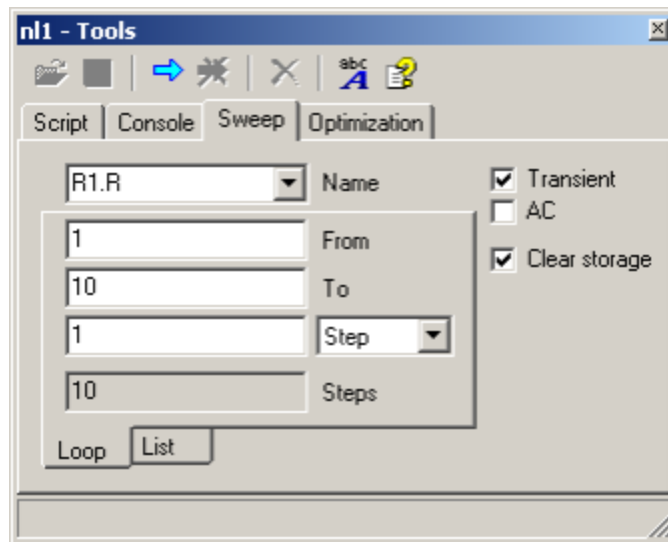 nl1 - Tools
abc
A
Script Console Sweep Optimization
R1.R Name
Transient
AC
1 From
Clear storage
10 To
1 Step
10 Steps
Loop List